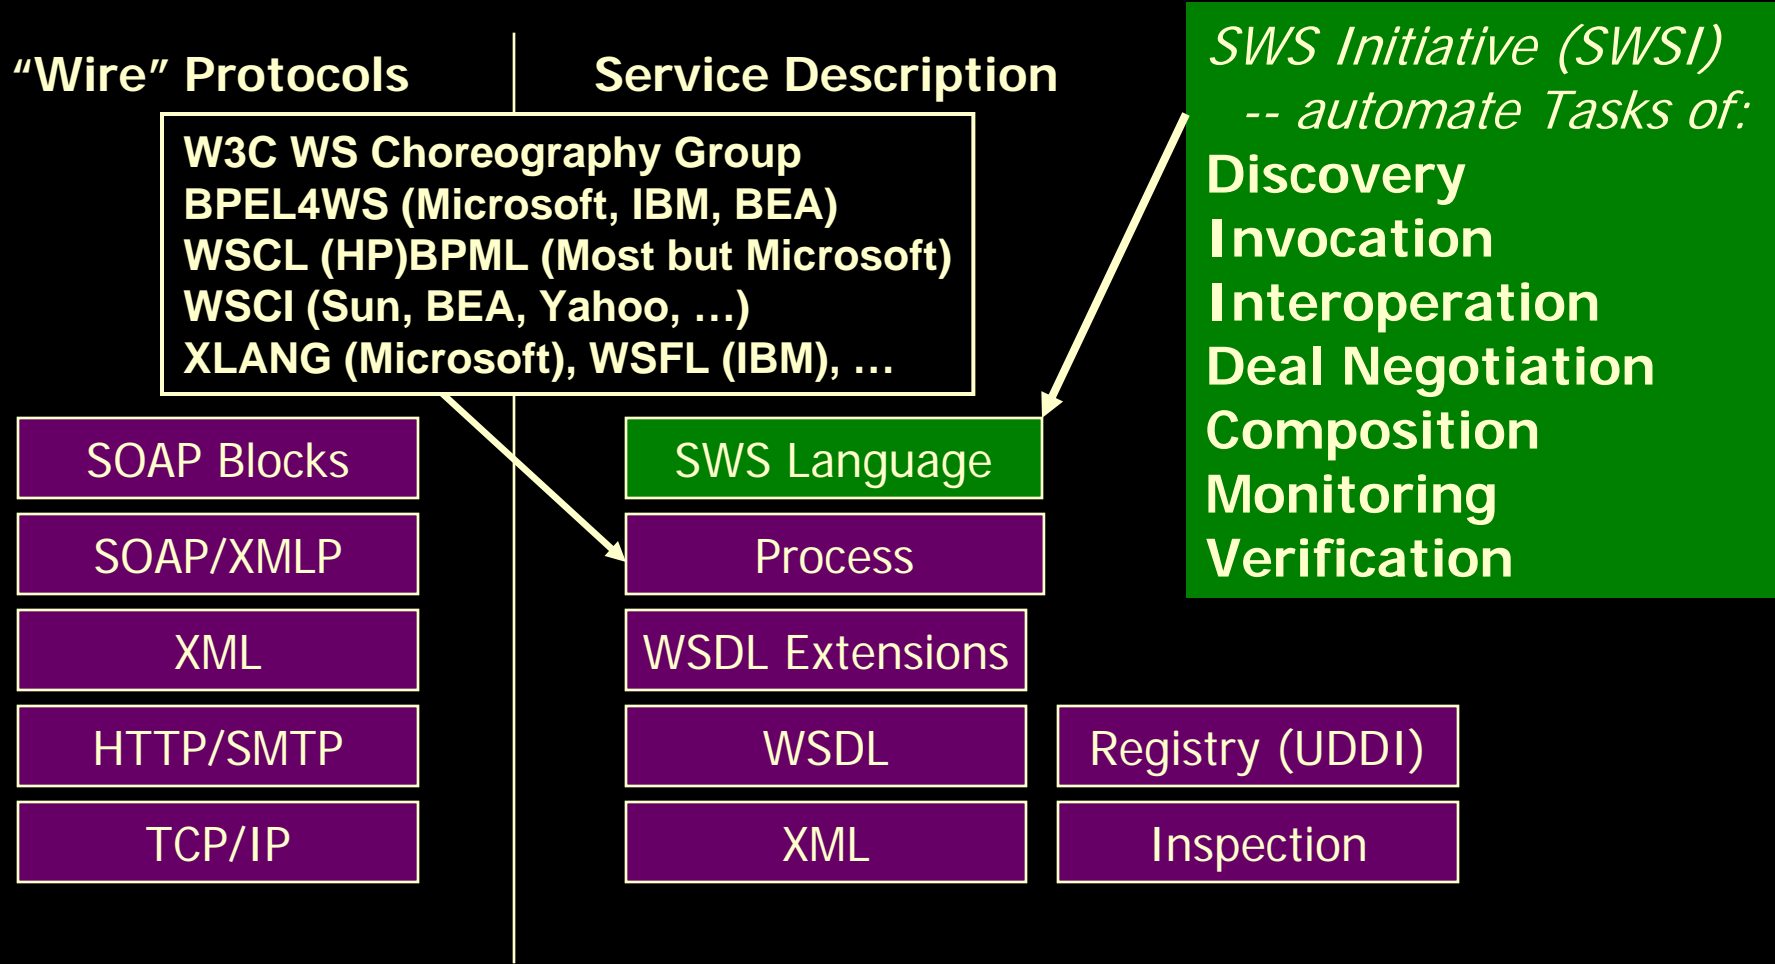 “Wire” Protocols
Service Description
W3C WS Choreography Group
BPEL4WS (Microsoft, IBM, BEA)
WSCL (HP)BPML (Most but Microsoft)
WSCI (Sun, BEA, Yahoo, …)
XLANG (Microsoft), WSFL (IBM), …
SOAP Blocks
SOAP/XMLP
XML
HTTP/SMTP
TCP/IP
SWS Language
Process
WSDL Extensions
WSDL
XML
Registry (UDDI)
Inspection
SWS Initiative (SWSI)
-- automate Tasks of:
Discovery
Invocation
Interoperation
Deal Negotiation
Composition
Monitoring
Verification